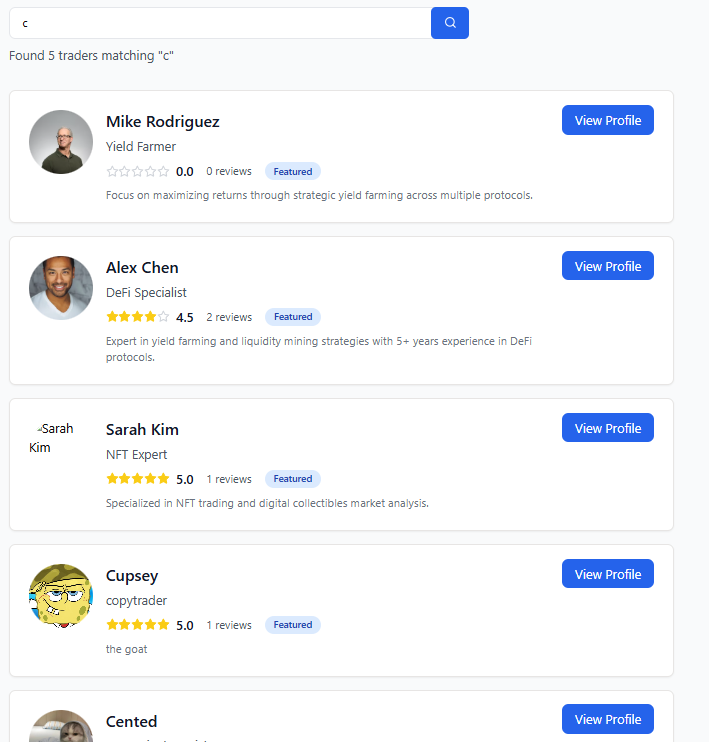 c
Found 5 traders matching "c"
Mike Rodriguez
View Profile
Yield Farmer
0.0 0 reviews Featured
Focus on maximizing returns through strategic yield farming across multiple protocols.
Alex Chen
View Profile
DeFi Specialist
4.5 2 reviews Featured
Expert in yield farming and liquidity mining strategies with 5+ years experience in DeFi
protocols.
Sarah
Kim
Sarah Kim
View Profile
NFT Expert
5.0 1 reviews Featured
Specialized in NFT trading and digital collectibles market analysis.
Cupsey
View Profile
copytrader
5.0 1 reviews Featured
the goat
Cented
View Profile